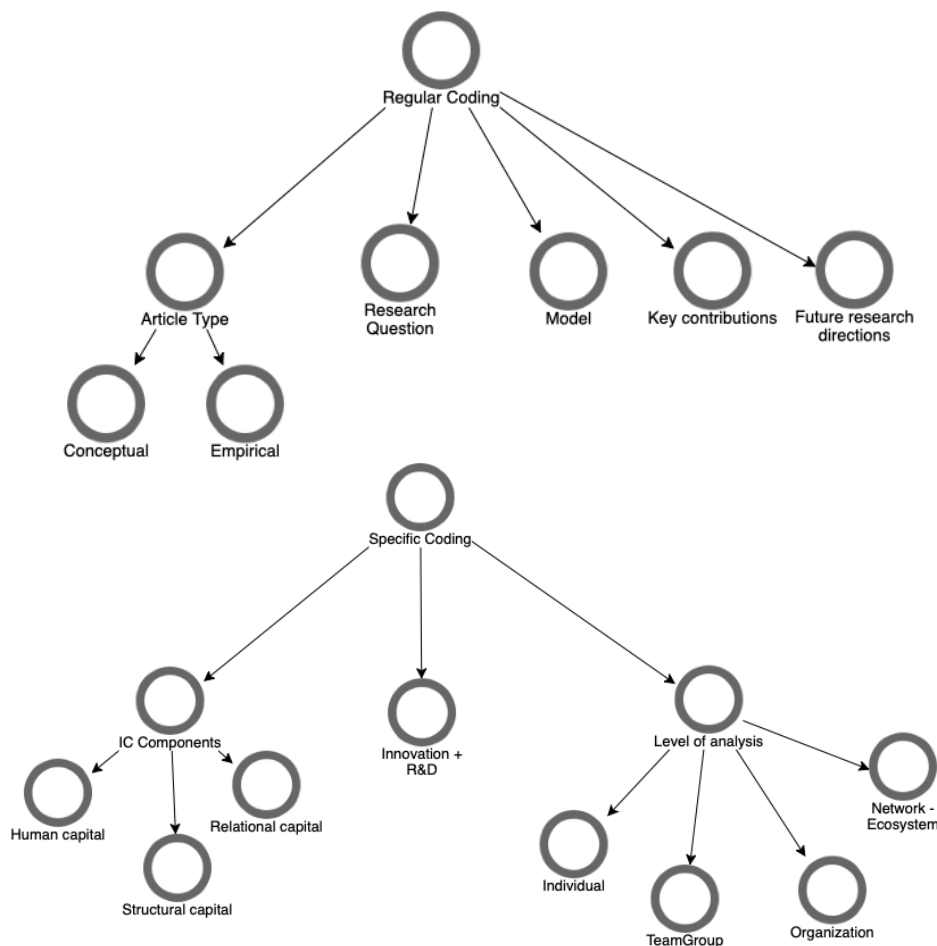 Regular Coding
Article Type
Research
Question
Model
Key contributions
Future research
directions
Conceptual
Empirical
Specific Coding
IC Components
Innovation +
R&D
Level of analysis
Human capital
Relational capital
Structural capital
Network -
Ecosystem
Individual
TeamGroup
Organization